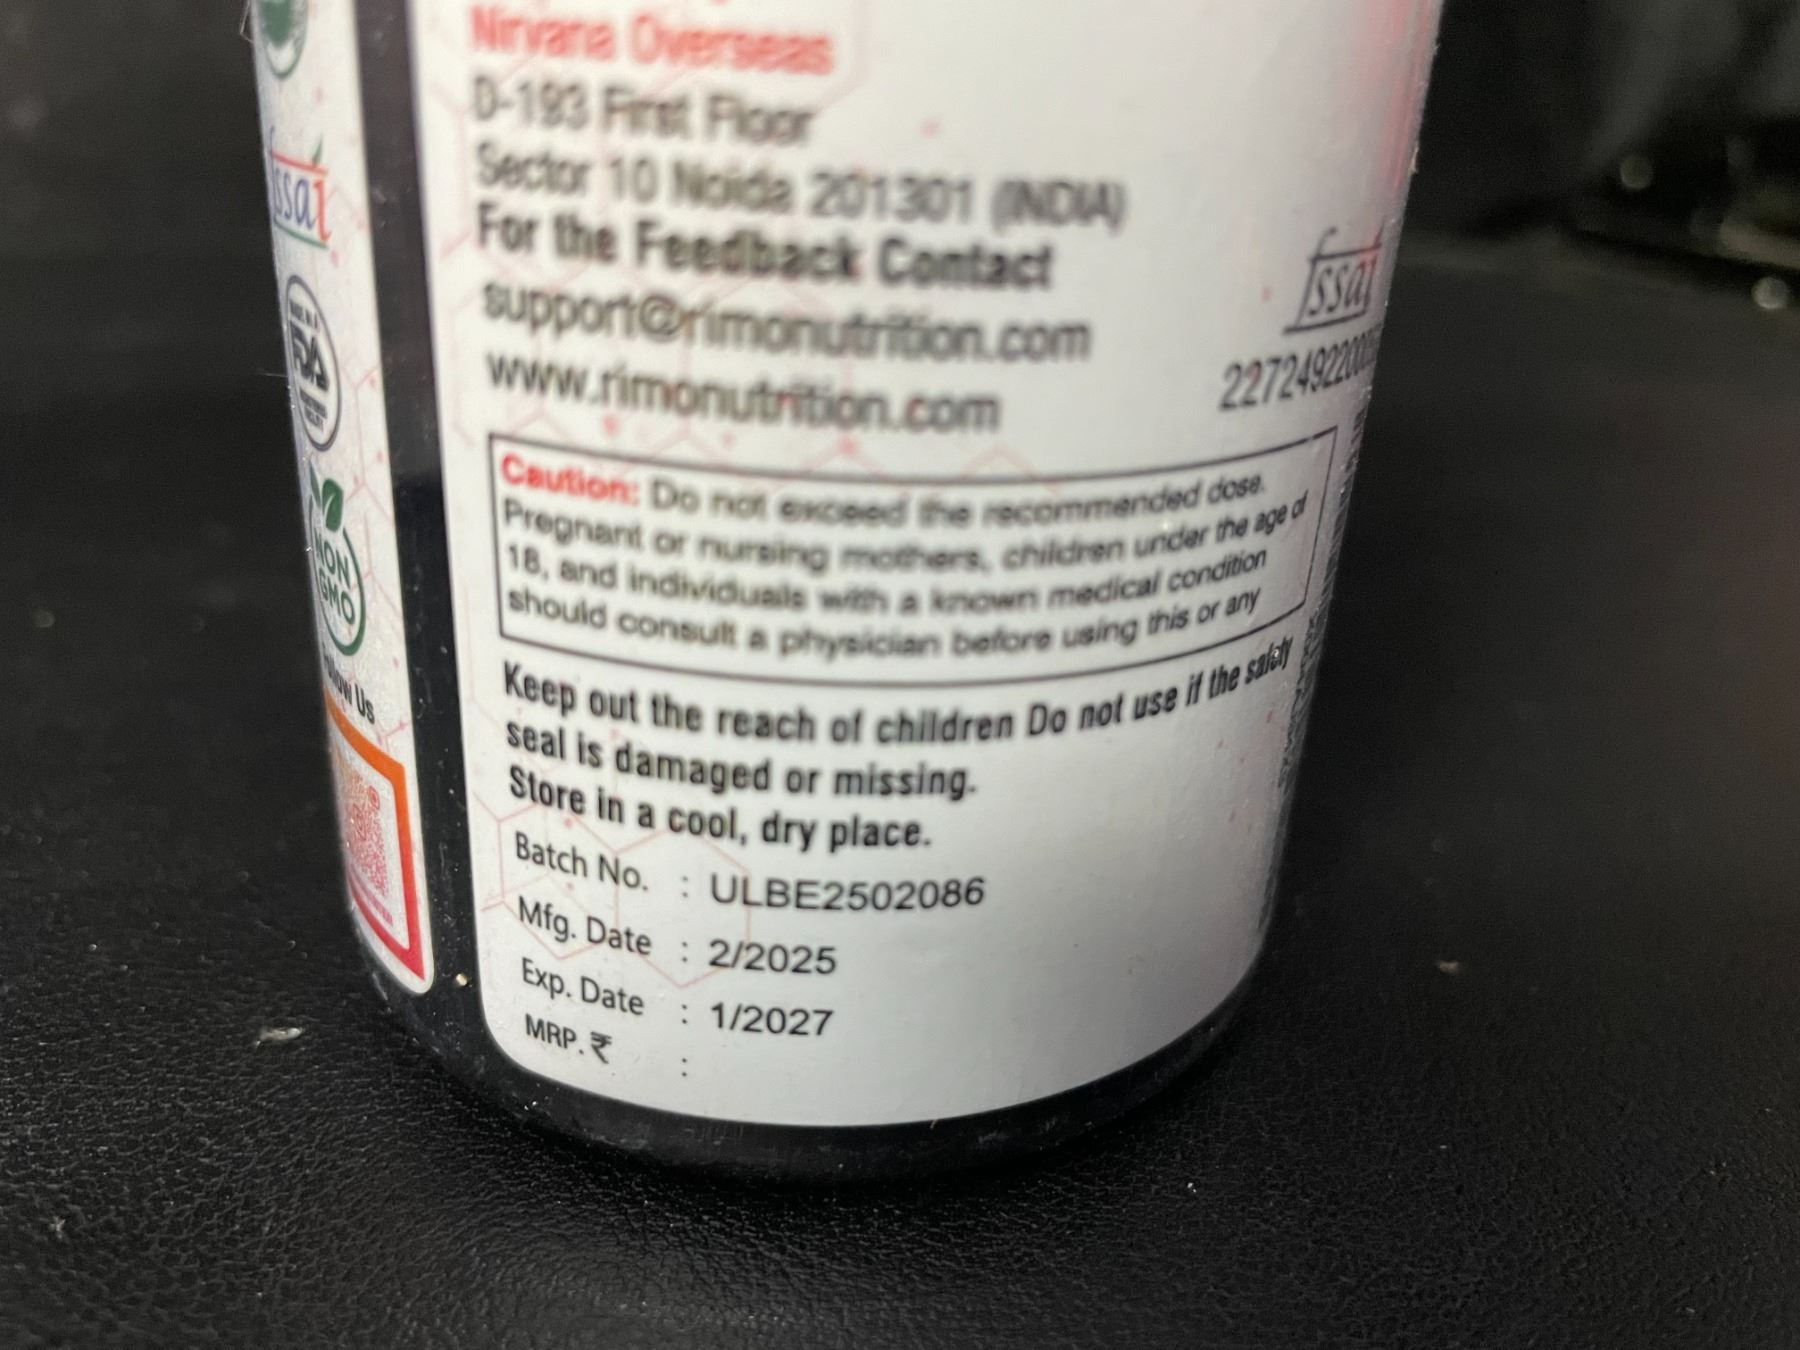 Nirvana Overseas
D-193 First Floor
Sector 10 Noida 201301 (INDIA)
For the Feedback Contact
support@rimonutrition.com
www.rimonutrition.com
fssai
Caution: Do not exceed the recommended dose.
Pregnant or nursing mothers, children under the age of
18, and individuals with a known medical condition
should consult a physician before using this or any
Keep out the reach of children Do not use if the safety
seal is damaged or missing.
Store in a cool, dry place.
Batch No. : ULBE2502086
Mfg. Date : 2/2025
Exp. Date : 1/2027
MRP. ₹ :
fssai
FDA
NON
GMO
Us